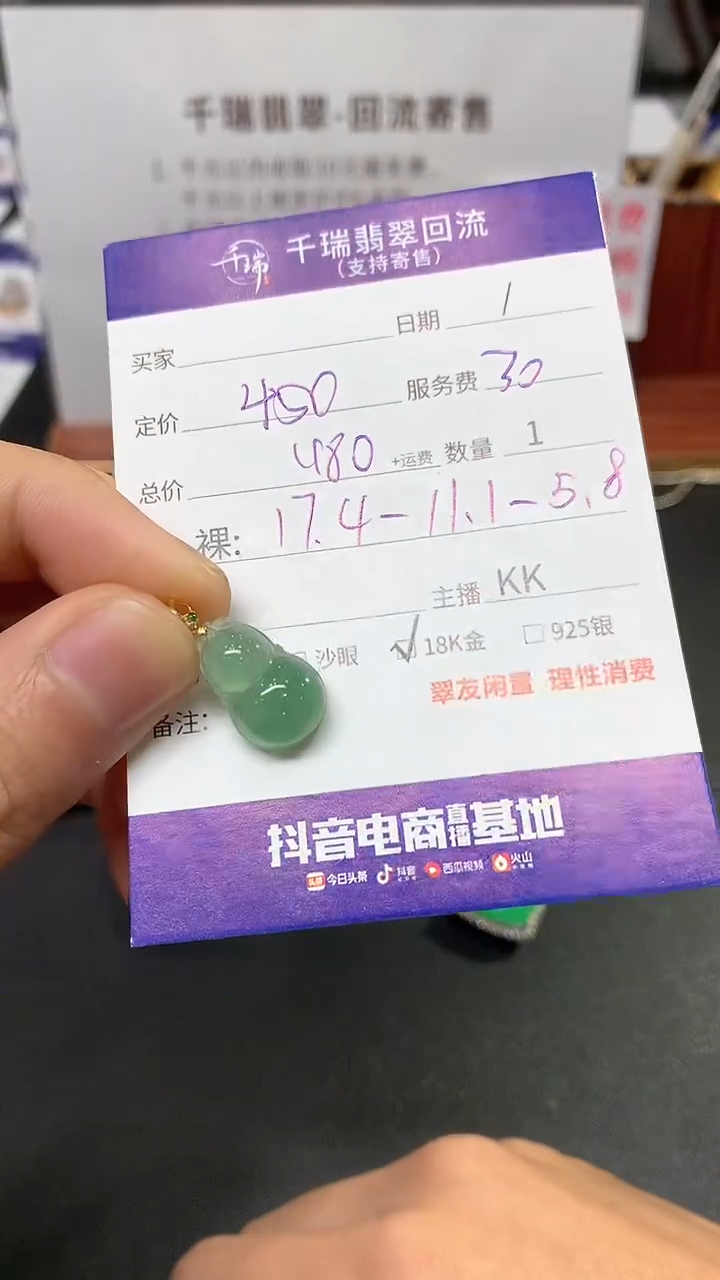 千瑞翡翠-回流寄售
千瑞
千瑞翡翠回流
(支持寄售)
买家 日期 /
定价 450 服务费 30
总价 480 +运费 数量 1
裸: 17.4-11.1-5.8
主播 KK
沙眼 18K金 925银
翠友闲置 理性消费
备注:
抖音电商直播基地
头条 今日头条 抖音 西瓜视频 火山